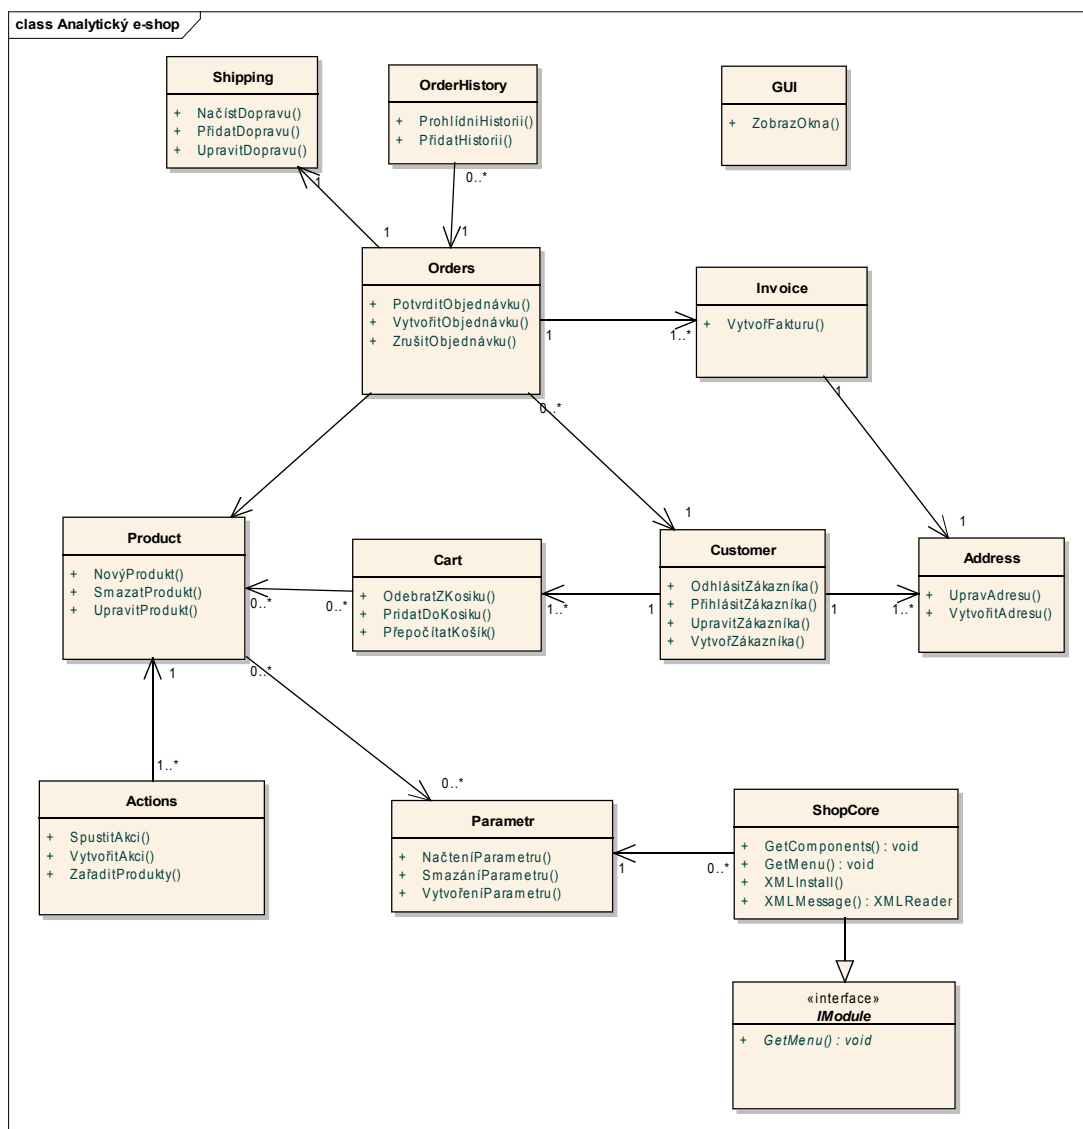 class Analytický e-shop
Shipping
+ NačístDopravu()
+ PřidatDopravu()
+ UpravitDopravu()
OrderHistory
+ ProhlídniHistorii()
+ PřidatHistorii()
GUI
+ ZobrazOkna()
1
0..*
1
1
Orders
+ PotvrditObjednávku()
+ VytvořitObjednávku()
+ ZrušitObjednávku()
1
1..*
Invoice
+ VytvořFakturu()
1
0..*
1
1
Product
+ NovýProdukt()
+ SmazatProdukt()
+ UpravitProdukt()
0..*
0..*
Cart
+ OdebratZKosiku()
+ PridatDoKosiku()
+ PřepočítatKošík()
1..*
1
Customer
+ OdhlásitZákazníka()
+ PřihlásitZákazníka()
+ UpravitZákazníka()
+ VytvořZákazníka()
1
1..*
Address
+ UpravAdresu()
+ VytvořitAdresu()
1
0..*
1..*
0..*
Actions
+ SpustitAkci()
+ VytvořitAkci()
+ ZařaditProdukty()
Parametr
+ NačteníParametru()
+ SmazáníParametru()
+ VytvořeníParametru()
1
0..*
ShopCore
+ GetComponents() : void
+ GetMenu() : void
+ XMLInstall()
+ XMLMessage() : XMLReader
«interface»
IModule
+ GetMenu() : void